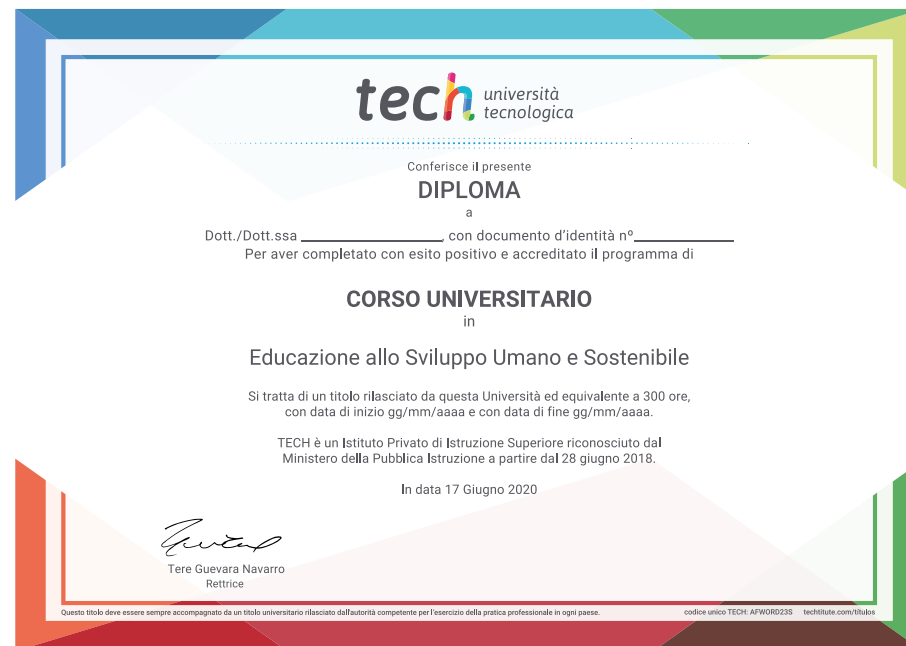 tech università
tecnologica
Conferisce il presente
DIPLOMA
a
Dott./Dott.ssa ____________, con documento d'identità nº_________
Per aver completato con esito positivo e accreditato il programma di
CORSO UNIVERSITARIO
in
Educazione allo Sviluppo Umano e Sostenibile
Si tratta di un titolo rilasciato da questa Università ed equivalente a 300 ore,
con data di inizio gg/mm/aaaa e con data di fine gg/mm/aaaa.
TECH è un Istituto Privato di Istruzione Superiore riconosciuto dal
Ministero della Pubblica Istruzione a partire dal 28 giugno 2018.
In data 17 Giugno 2020
Tere Guevara Navarro
Rettrice
Questo titolo deve essere sempre accompagnato da un titolo universitario rilasciato dall'autorità competente per l'esercizio della pratica professionale in ogni paese. codice unico TECH: AFWORD23S techtitute.com/títulos